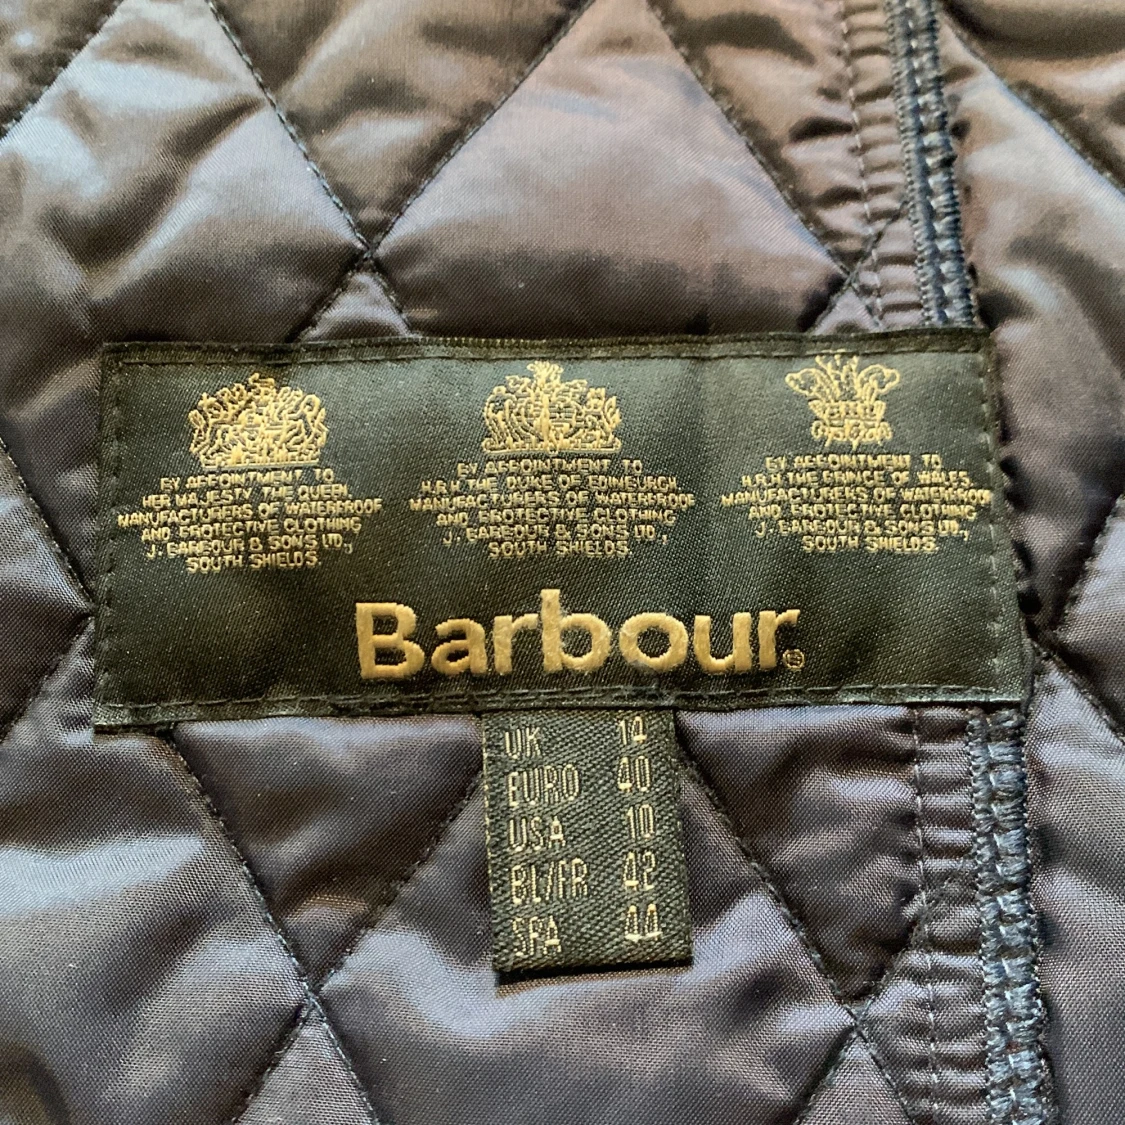 BY APPOINTMENT TO
HER MAJESTY THE QUEEN
MANUFACTURERS OF WATERPROOF
AND PROTECTIVE CLOTHING
J. BARBOUR & SONS LTD.,
SOUTH SHIELDS.
BY APPOINTMENT TO
H.R.H. THE DUKE OF EDINBURGH
MANUFACTURERS OF WATERPROOF
AND PROTECTIVE CLOTHING
J. BARBOUR & SONS LTD.,
SOUTH SHIELDS.
BY APPOINTMENT TO
H.R.H. THE PRINCE OF WALES
MANUFACTURERS OF WATERPROOF
AND PROTECTIVE CLOTHING
J. BARBOUR & SONS LTD.,
SOUTH SHIELDS.
Barbour®
UK 14
EURO 40
USA 10
BL/FR 42
SPA 44